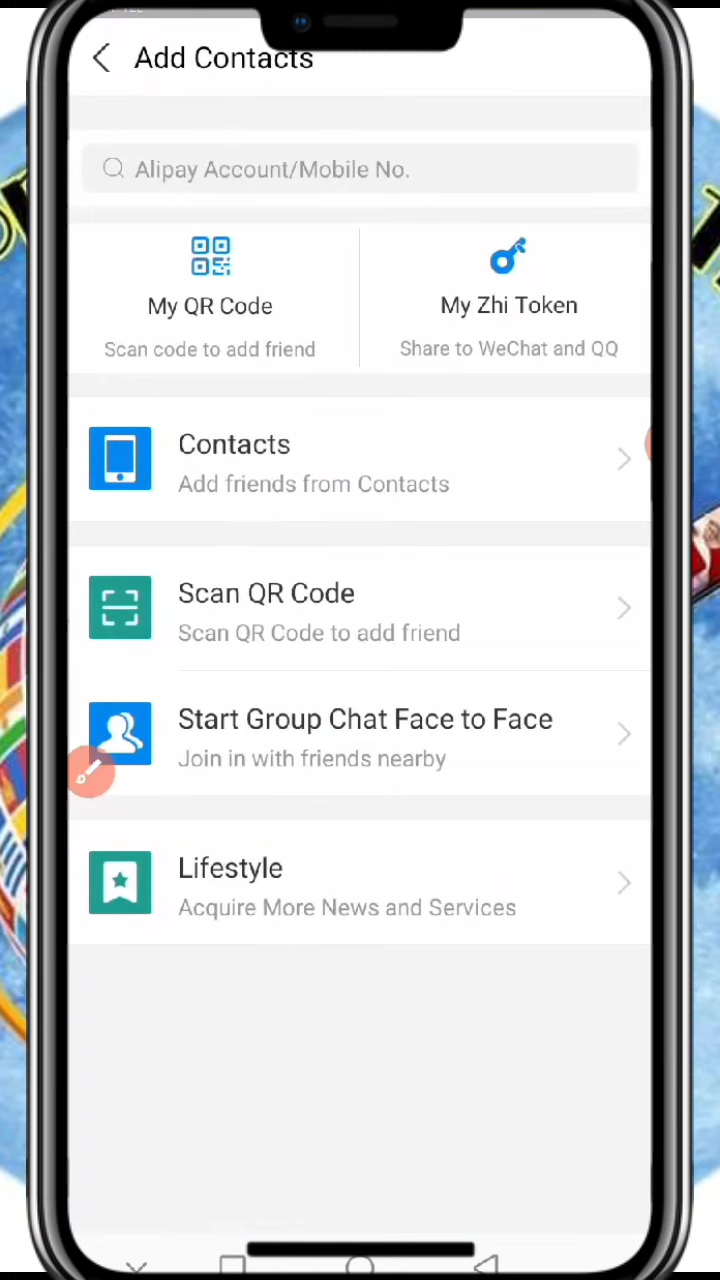 Add Contacts
Alipay Account/Mobile No.
My QR Code
Scan code to add friend
My Zhi Token
Share to WeChat and QQ
Contacts
Add friends from Contacts
Scan QR Code
Scan QR Code to add friend
Start Group Chat Face to Face
Join in with friends nearby
Lifestyle
Acquire More News and Services